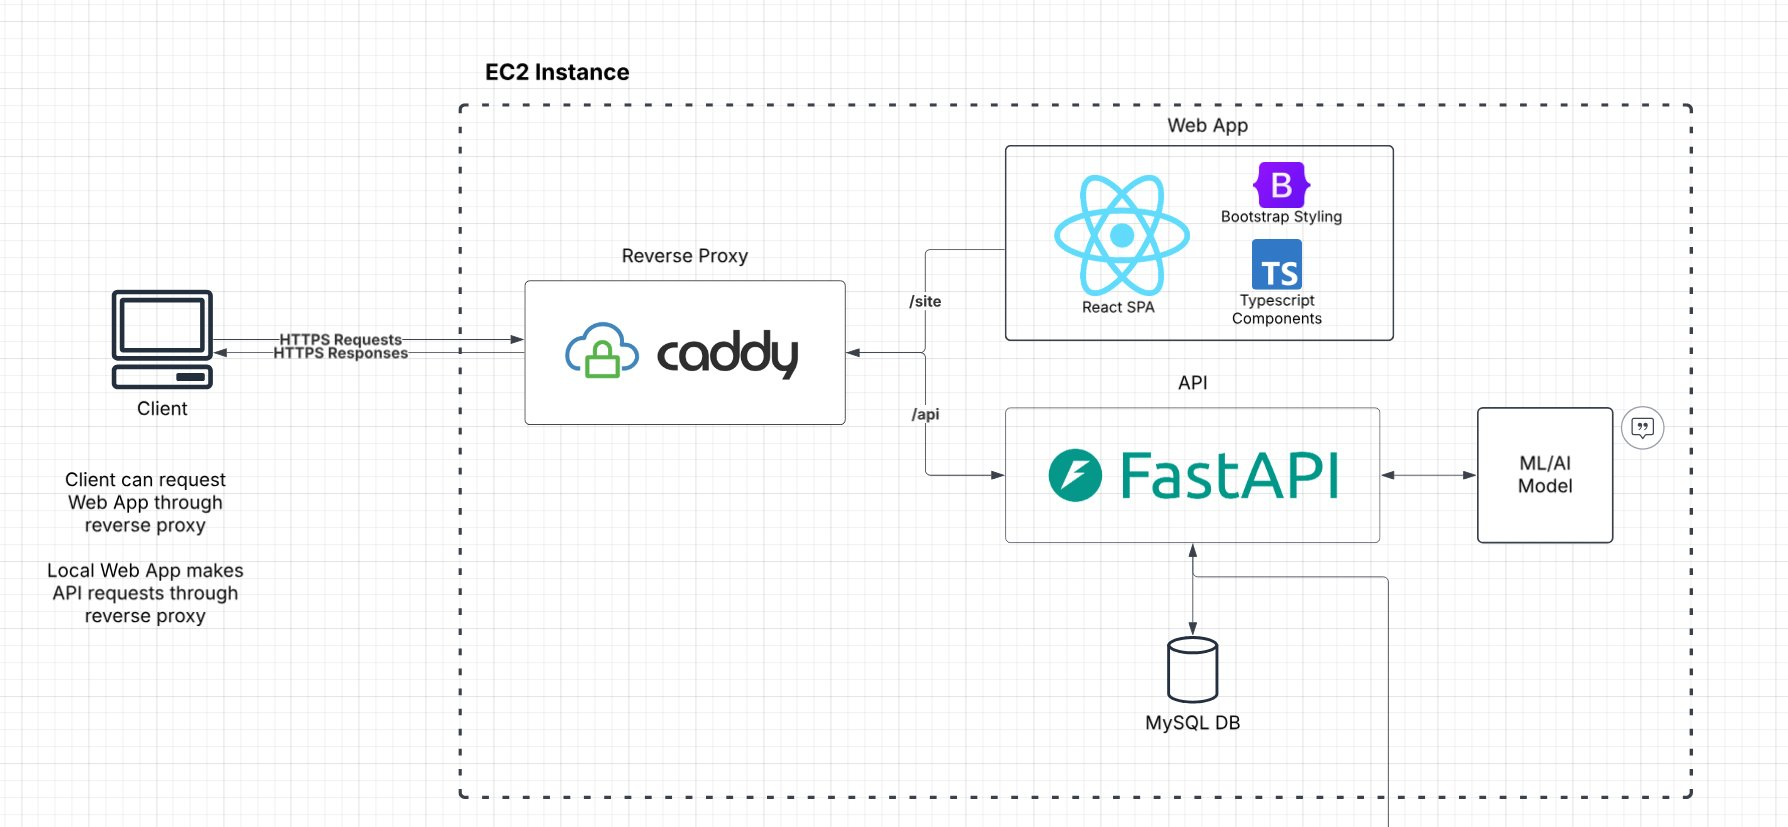 EC2 Instance
Web App
B
Bootstrap Styling
TS
Typescript
Components
React SPA
Reverse Proxy
caddy
/site
HTTPS Requests
HTTPS Responses
Client
API
/api
FastAPI
ML/AI
Model
Client can request
Web App through
reverse proxy
Local Web App makes
API requests through
reverse proxy
MySQL DB